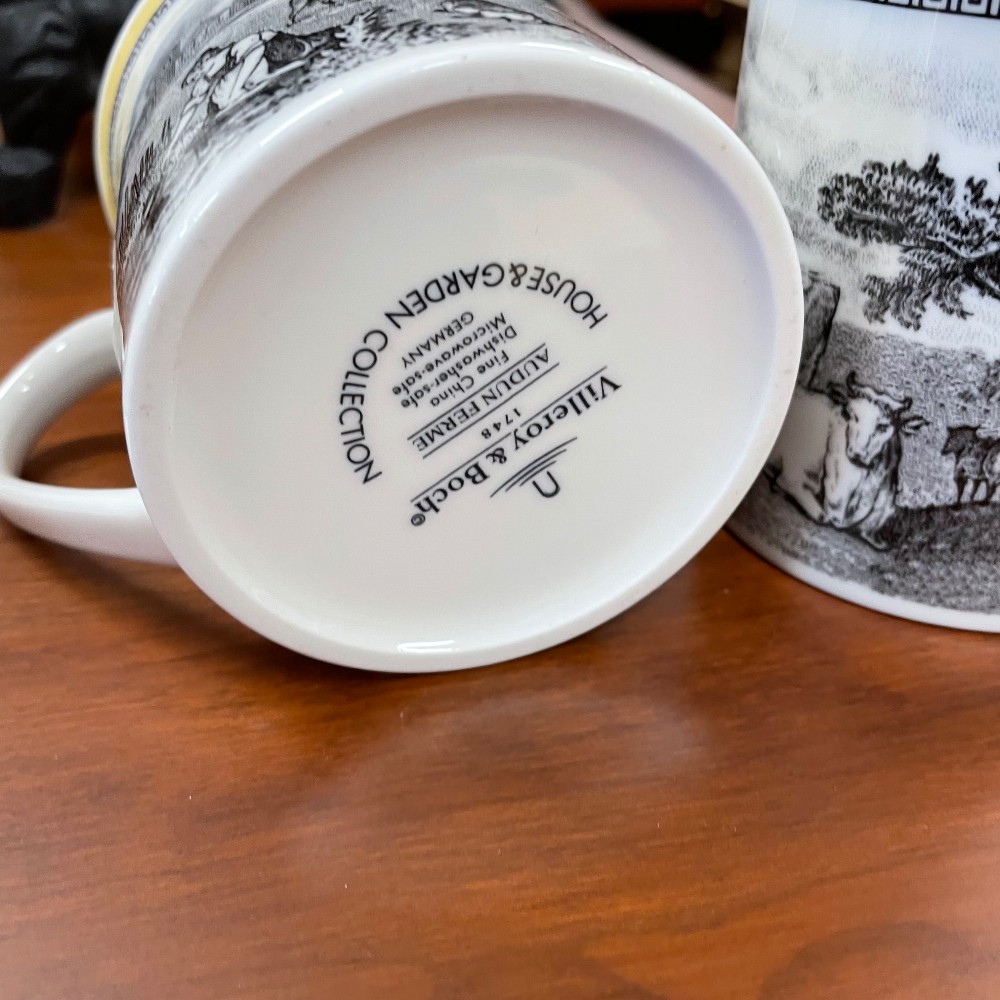 Villeroy & Boch©
1748
AUDUN FERME
Fine China
Dishwasher-safe
Microwave-safe
GERMANY
HOUSE&GARDEN COLLECTION